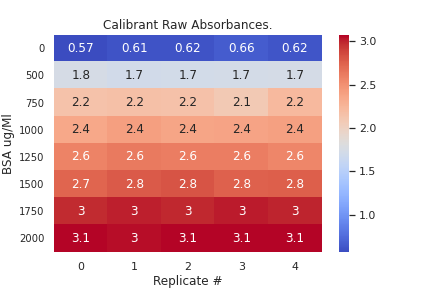 Calibrant Raw Absorbances.
BSA ug/Ml
0 0.57 0.61 0.62 0.66 0.62
500 1.8 1.7 1.7 1.7 1.7
750 2.2 2.2 2.2 2.1 2.2
1000 2.4 2.4 2.4 2.4 2.4
1250 2.6 2.6 2.6 2.6 2.6
1500 2.7 2.8 2.8 2.8 2.8
1750 3 3 3 3 3
2000 3.1 3 3.1 3.1 3.1
0 1 2 3 4
Replicate #
3.0
2.5
2.0
1.5
1.0